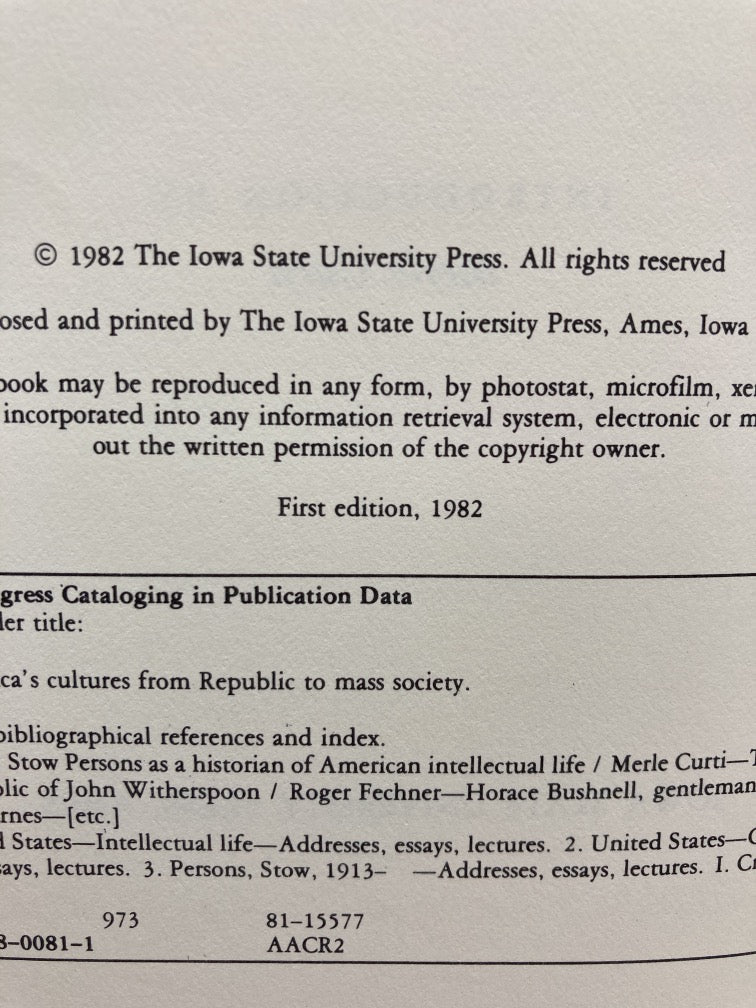 © 1982 The Iowa State University Press. All rights reserved
osed and printed by The Iowa State University Press, Ames, Iowa
book may be reproduced in any form, by photostat, microfilm, xe
incorporated into any information retrieval system, electronic or m
out the written permission of the copyright owner.
First edition, 1982
gress Cataloging in Publication Data
ler title:
ca's cultures from Republic to mass society.
bibliographical references and index.
Stow Persons as a historian of American intellectual life / Merle Curti—T
blic of John Witherspoon / Roger Fechner—Horace Bushnell, gentleman
rnes—[etc.]
d States—Intellectual life—Addresses, essays, lectures. 2. United States—C
says, lectures. 3. Persons, Stow, 1913– —Addresses, essays, lectures. I. Cr
973 81–15577
8–0081–1 AACR2